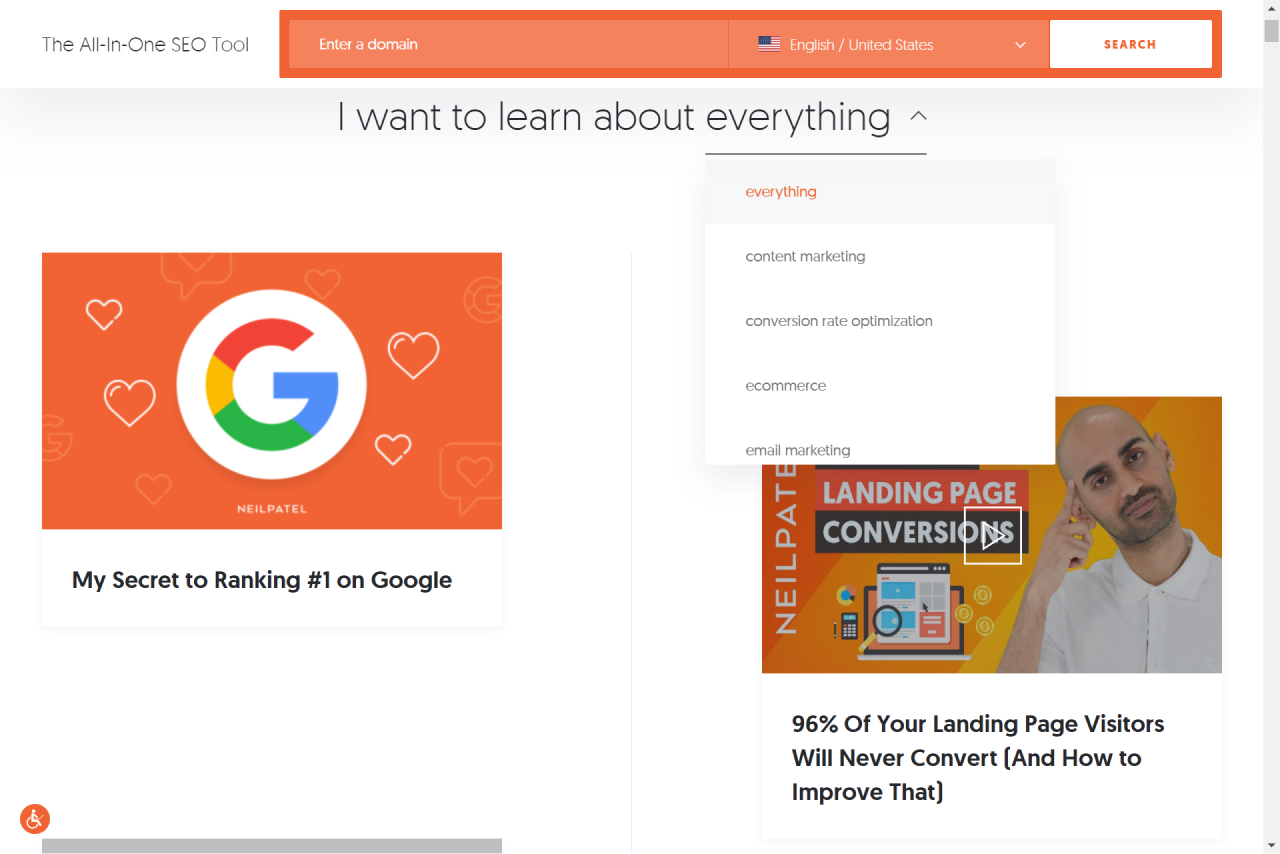 The All-In-One SEO Tool
Enter a domain
English / United States
SEARCH
I want to learn about everything
everything
content marketing
conversion rate optimization
ecommerce
email marketing
NEILPATEL
My Secret to Ranking #1 on Google
NEILPATE
LANDING PAGE
CONVERSIONS
96% Of Your Landing Page Visitors
Will Never Convert (And How to
Improve That)